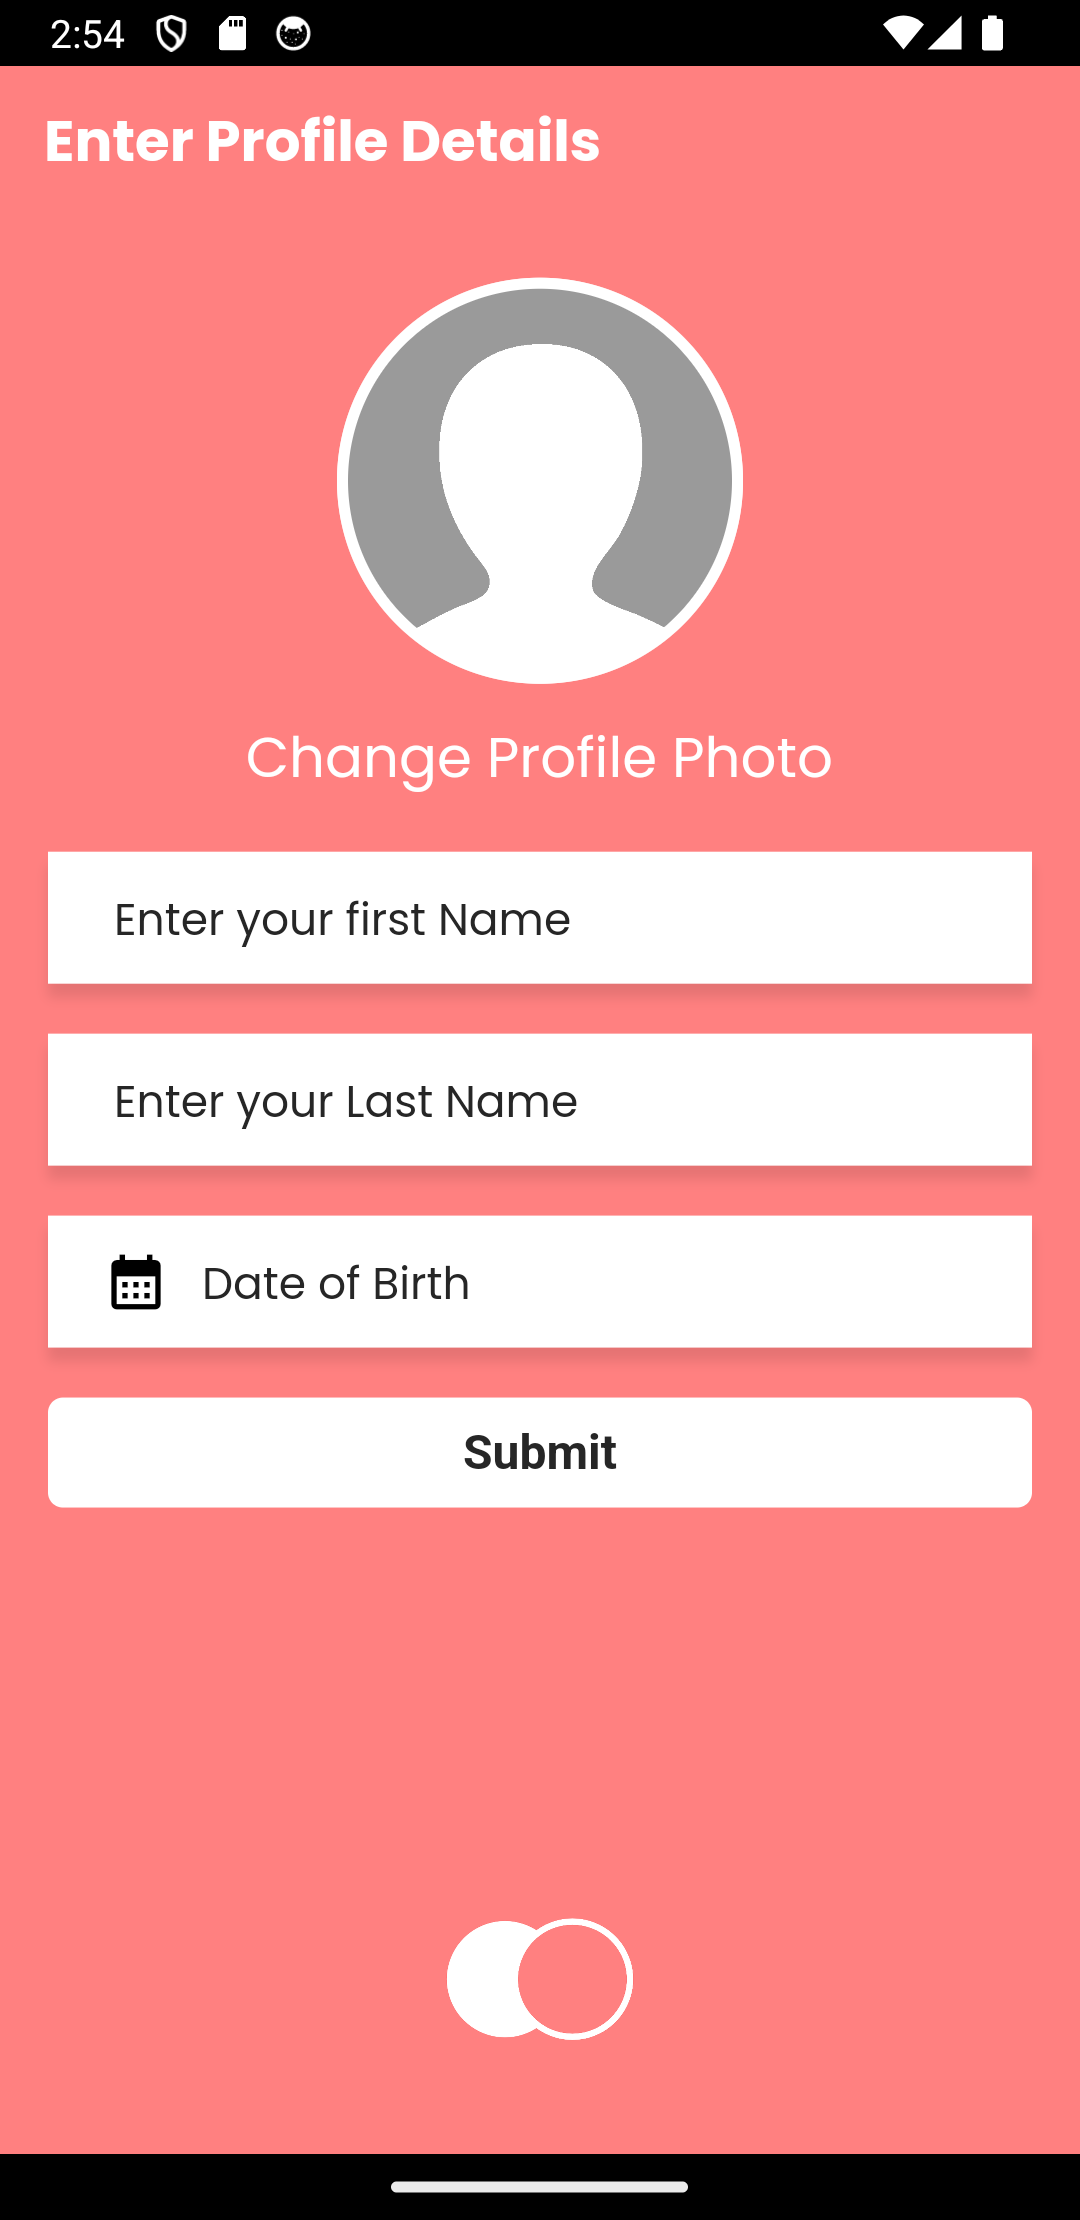 2:54
Enter Profile Details
Change Profile Photo
Enter your first Name
Enter your Last Name
Date of Birth
Submit